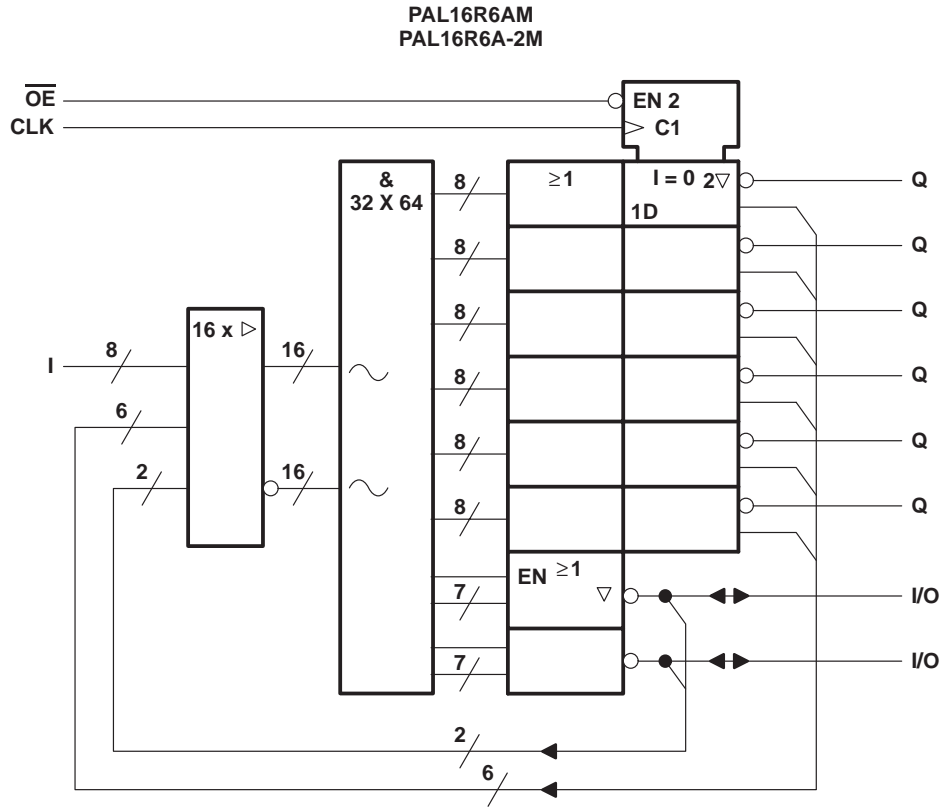 PAL16R6AM
PAL16R6A-2M
OE
EN 2
CLK
C1
&
32 X 64
8
≥1
I = 0 2▽
Q
1D
8
Q
8
Q
16 x ▷
I
8
16
8
Q
6
8
Q
2
16
8
Q
EN ≥1
▽
7
I/O
7
I/O
2
6